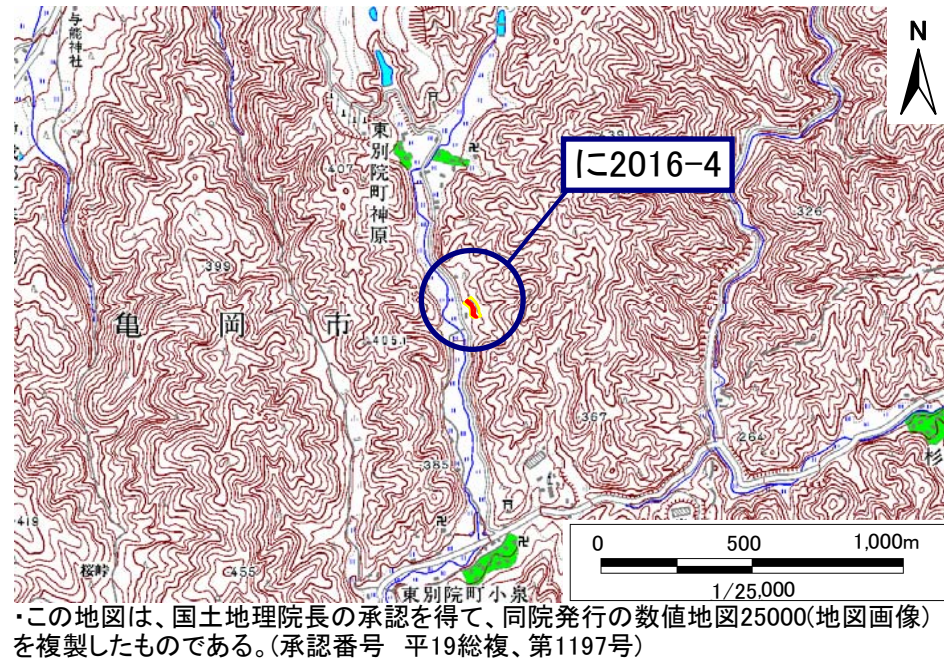 与能神社
N
439
に2016-4
東別院町神原
407
326
399
亀岡市
405.1
367
264
杉
385
419
桜峠
455
東別院町小泉
0 500 1,000m
1/25,000
・この地図は、国土地理院長の承認を得て、同院発行の数値地図25000(地図画像)
を複製したものである。(承認番号 平19総複、第1197号)